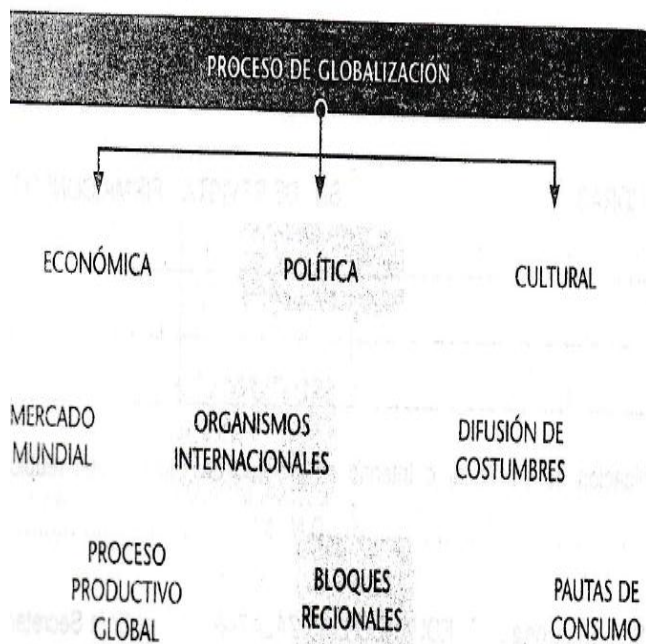 PROCESO DE GLOBALIZACIÓN
ECONÓMICA
POLÍTICA
CULTURAL
MERCADO
MUNDIAL
ORGANISMOS
INTERNACIONALES
DIFUSIÓN DE
COSTUMBRES
PROCESO
PRODUCTIVO
GLOBAL
BLOQUES
REGIONALES
PAUTAS DE
CONSUMO